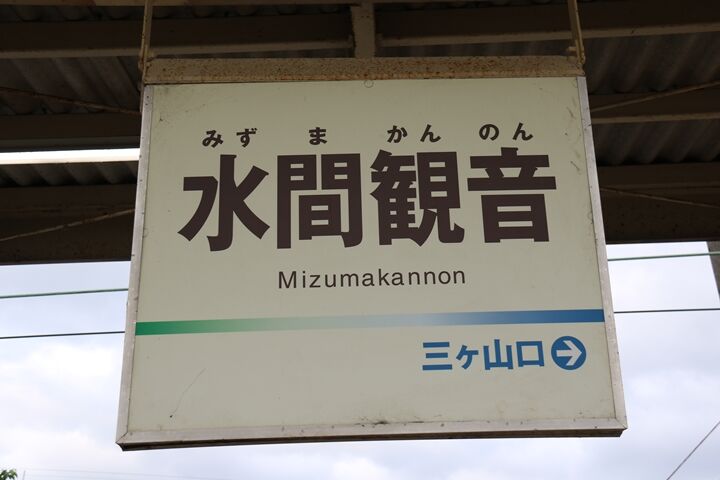 みずまかんのん
水間観音
Mizumakannon
三ヶ山口